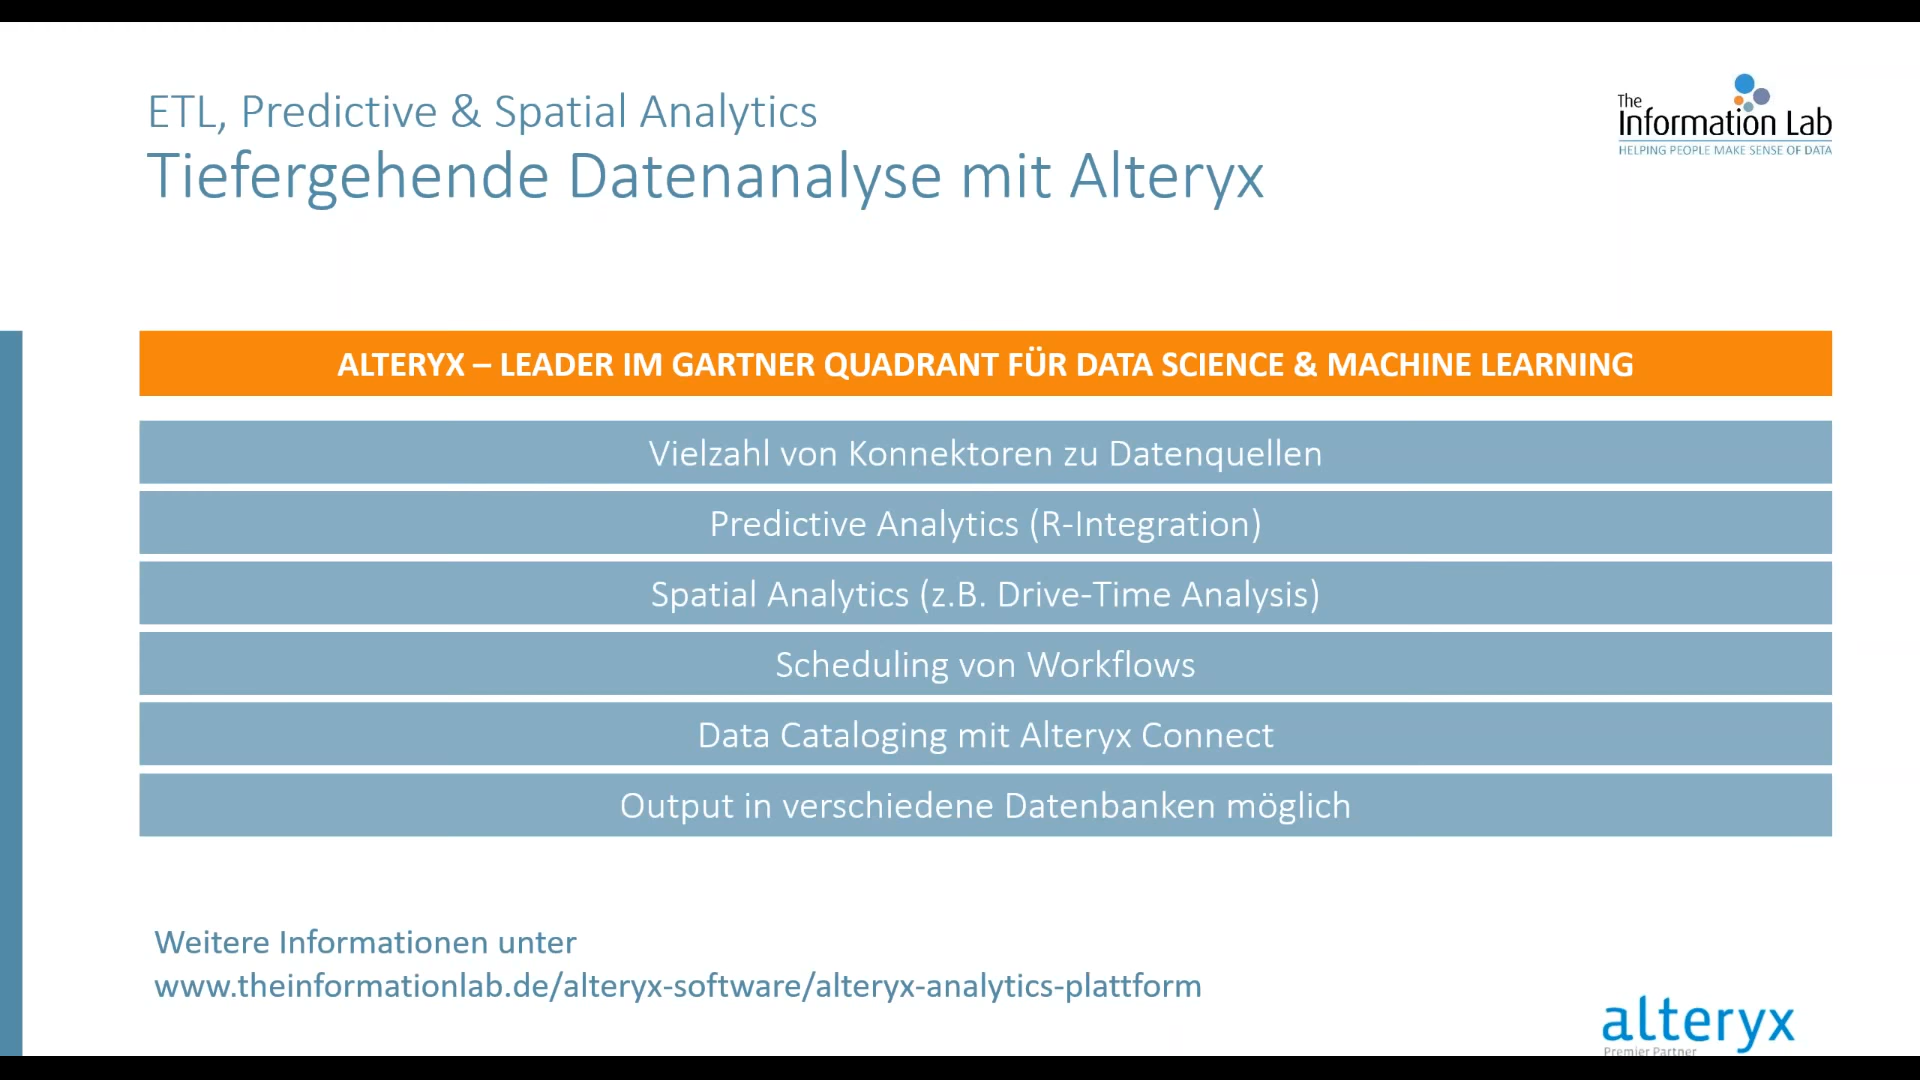 ETL, Predictive & Spatial Analytics
Tiefergehende Datenanalyse mit Alteryx
The
Information Lab
HELPING PEOPLE MAKE SENSE OF DATA
ALTERYX – LEADER IM GARTNER QUADRANT FÜR DATA SCIENCE & MACHINE LEARNING
Vielzahl von Konnektoren zu Datenquellen
Predictive Analytics (R-Integration)
Spatial Analytics (z.B. Drive-Time Analysis)
Scheduling von Workflows
Data Cataloging mit Alteryx Connect
Output in verschiedene Datenbanken möglich
Weitere Informationen unter
www.theinformationlab.de/alteryx-software/alteryx-analytics-plattform
alteryx
Premier Partner